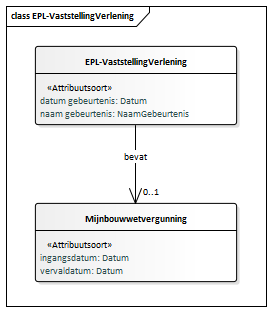 class EPL-VaststellingVerlening
EPL-VaststellingVerlening
«Attribuutsoort»
datum gebeurtenis: Datum
naam gebeurtenis: NaamGebeurtenis
bevat
0..1
Mijnbouwwetvergunning
«Attribuutsoort»
ingangsdatum: Datum
vervaldatum: Datum